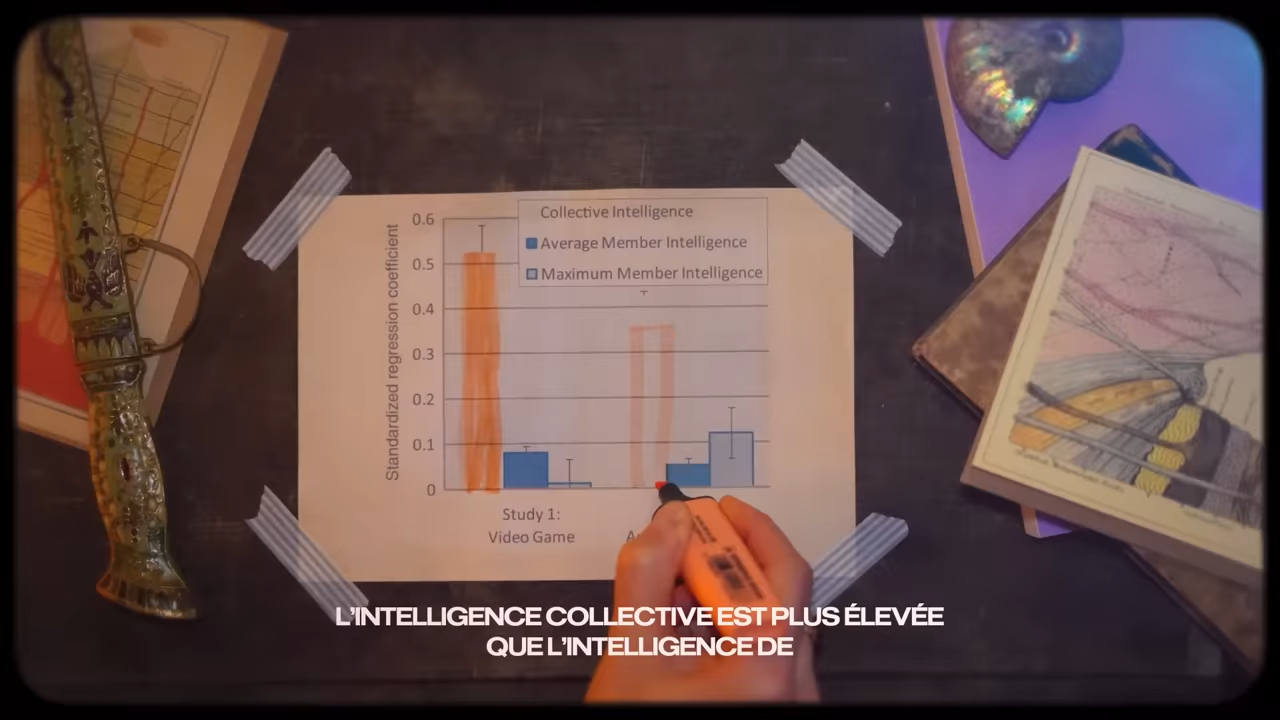 Collective Intelligence
Average Member Intelligence
Maximum Member Intelligence
Standardized regression coefficient
0.6
0.5
0.4
0.3
0.2
0.1
0
Study 1:
Video Game
L'INTELLIGENCE COLLECTIVE EST PLUS ÉLEVÉE
QUE L'INTELLIGENCE DE